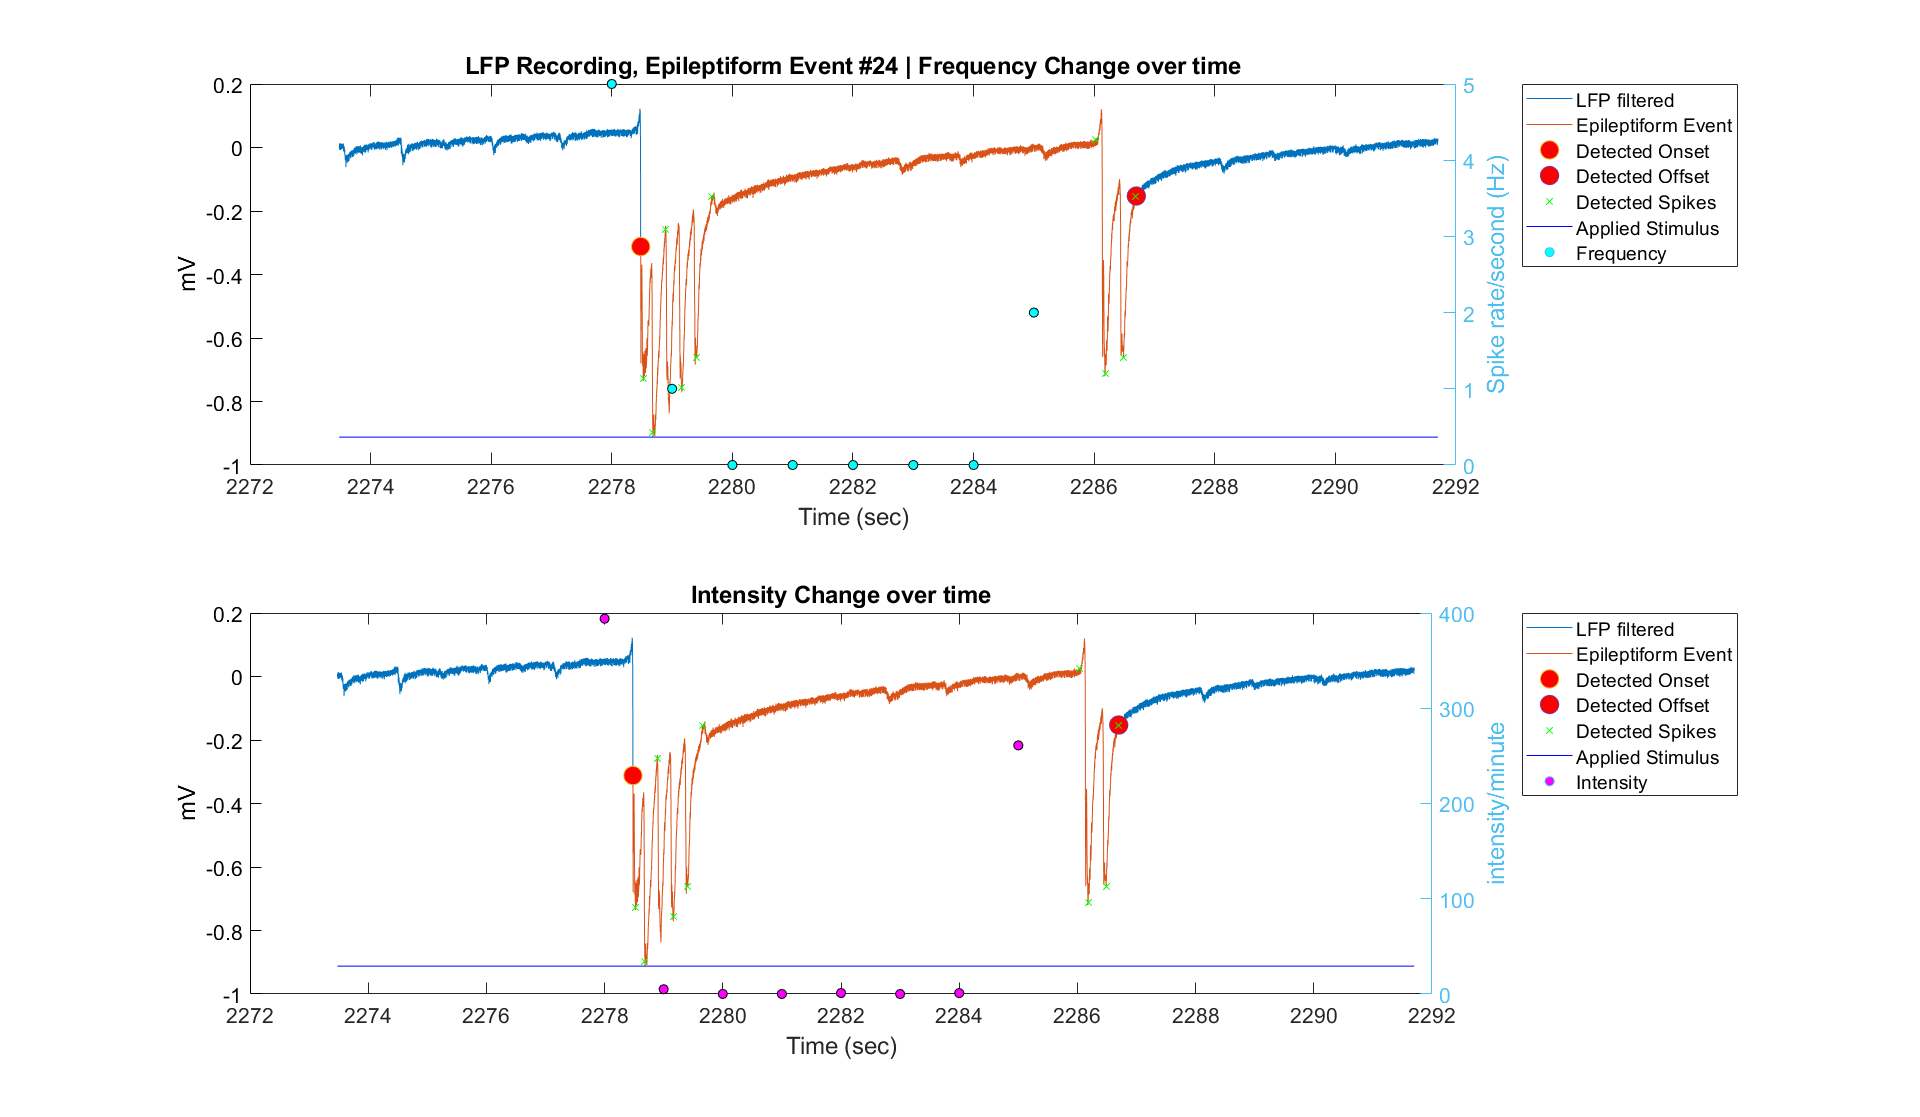 LFP Recording, Epileptiform Event #24 | Frequency Change over time
0.2
0
-0.2
-0.4
-0.6
-0.8
-1
mV
2272 2274 2276 2278 2280 2282 2284 2286 2288 2290 2292
Time (sec)
5
4
3
2
1
0
Spike rate/second (Hz)
LFP filtered
Epileptiform Event
Detected Onset
Detected Offset
Detected Spikes
Applied Stimulus
Frequency
Intensity Change over time
0.2
0
-0.2
-0.4
-0.6
-0.8
-1
mV
2272 2274 2276 2278 2280 2282 2284 2286 2288 2290 2292
Time (sec)
400
300
200
100
0
intensity/minute
LFP filtered
Epileptiform Event
Detected Onset
Detected Offset
Detected Spikes
Applied Stimulus
Intensity